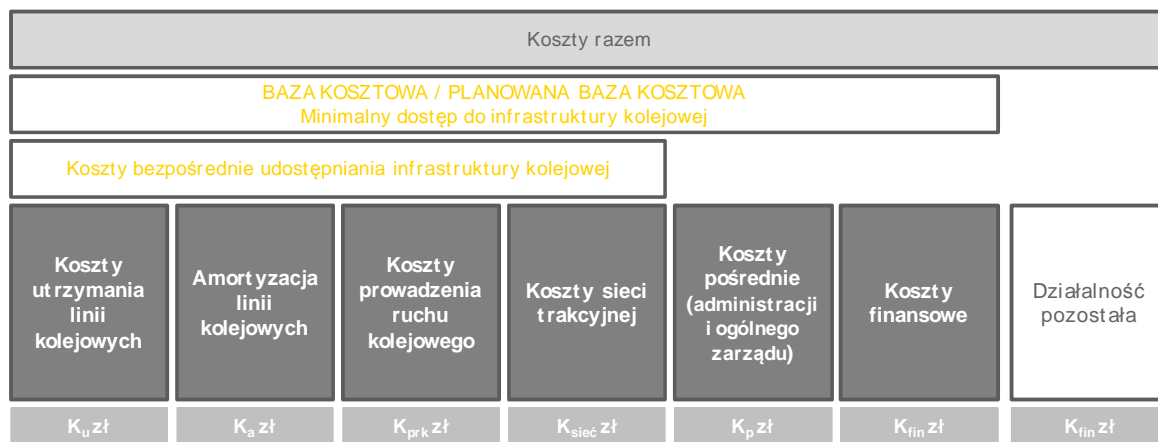 Koszty razem
BAZA KOSZTOWA / PLANOWANA BAZA KOSZTOWA
Minimalny dostęp do infrastruktury kolejowej
Koszty bezpośrednie udostępniania infrastruktury kolejowej
Koszty
utrzymania
linii
kolejowych
Amortyzacja
linii
kolejowych
Koszty
prowadzenia
ruchu
kolejowego
Koszty sieci
trakcyjnej
Koszty
pośrednie
(administracji
i ogólnego
zarządu)
Koszty
finansowe
Działalność
pozostała
Ku zł
Ka zł
Kprk zł
Ksieć zł
Kp zł
Kfin zł
Kfin zł